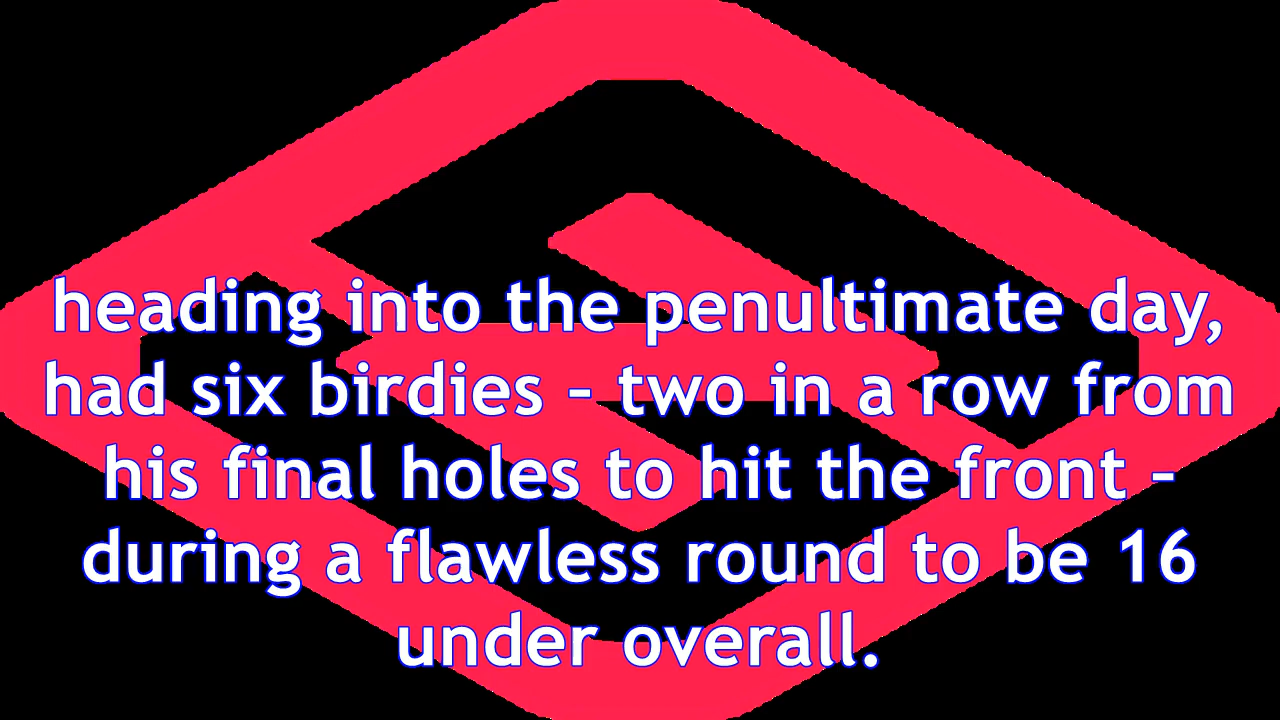 heading into the penultimate day,
had six birdies – two in a row from
his final holes to hit the front –
during a flawless round to be 16
under overall.